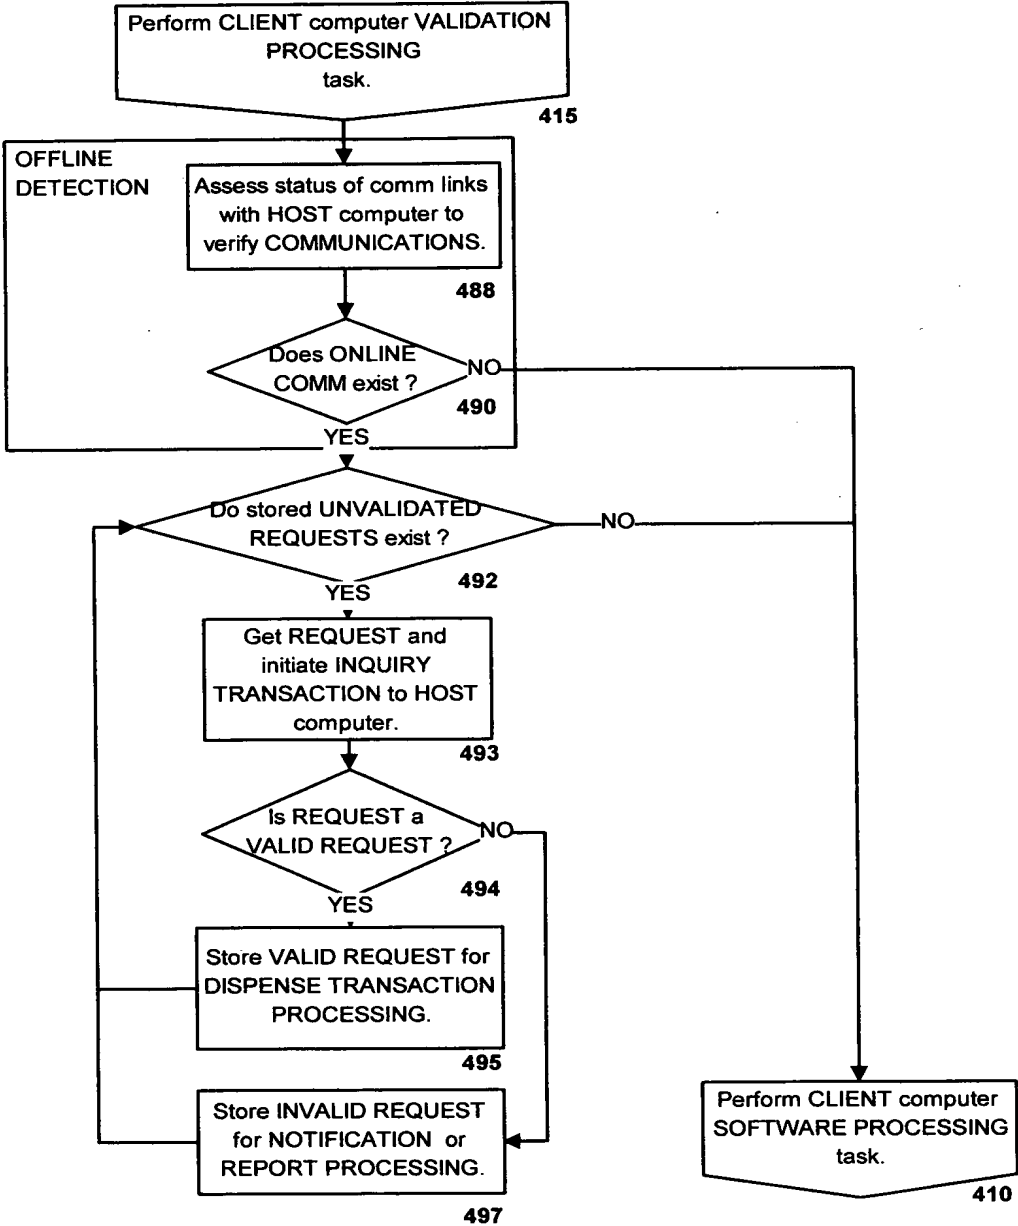 Perform CLIENT computer VALIDATION
PROCESSING
task.
415
OFFLINE
DETECTION
Assess status of comm links
with HOST computer to
verify COMMUNICATIONS.
488
Does ONLINE
COMM exist ?
NO
490
YES
Do stored UNVALIDATED
REQUESTS exist ?
NO
492
YES
Get REQUEST and
initiate INQUIRY
TRANSACTION to HOST
computer.
493
Is REQUEST a
VALID REQUEST ?
NO
494
YES
Store VALID REQUEST for
DISPENSE TRANSACTION
PROCESSING.
495
Store INVALID REQUEST
for NOTIFICATION or
REPORT PROCESSING.
497
Perform CLIENT computer
SOFTWARE PROCESSING
task.
410